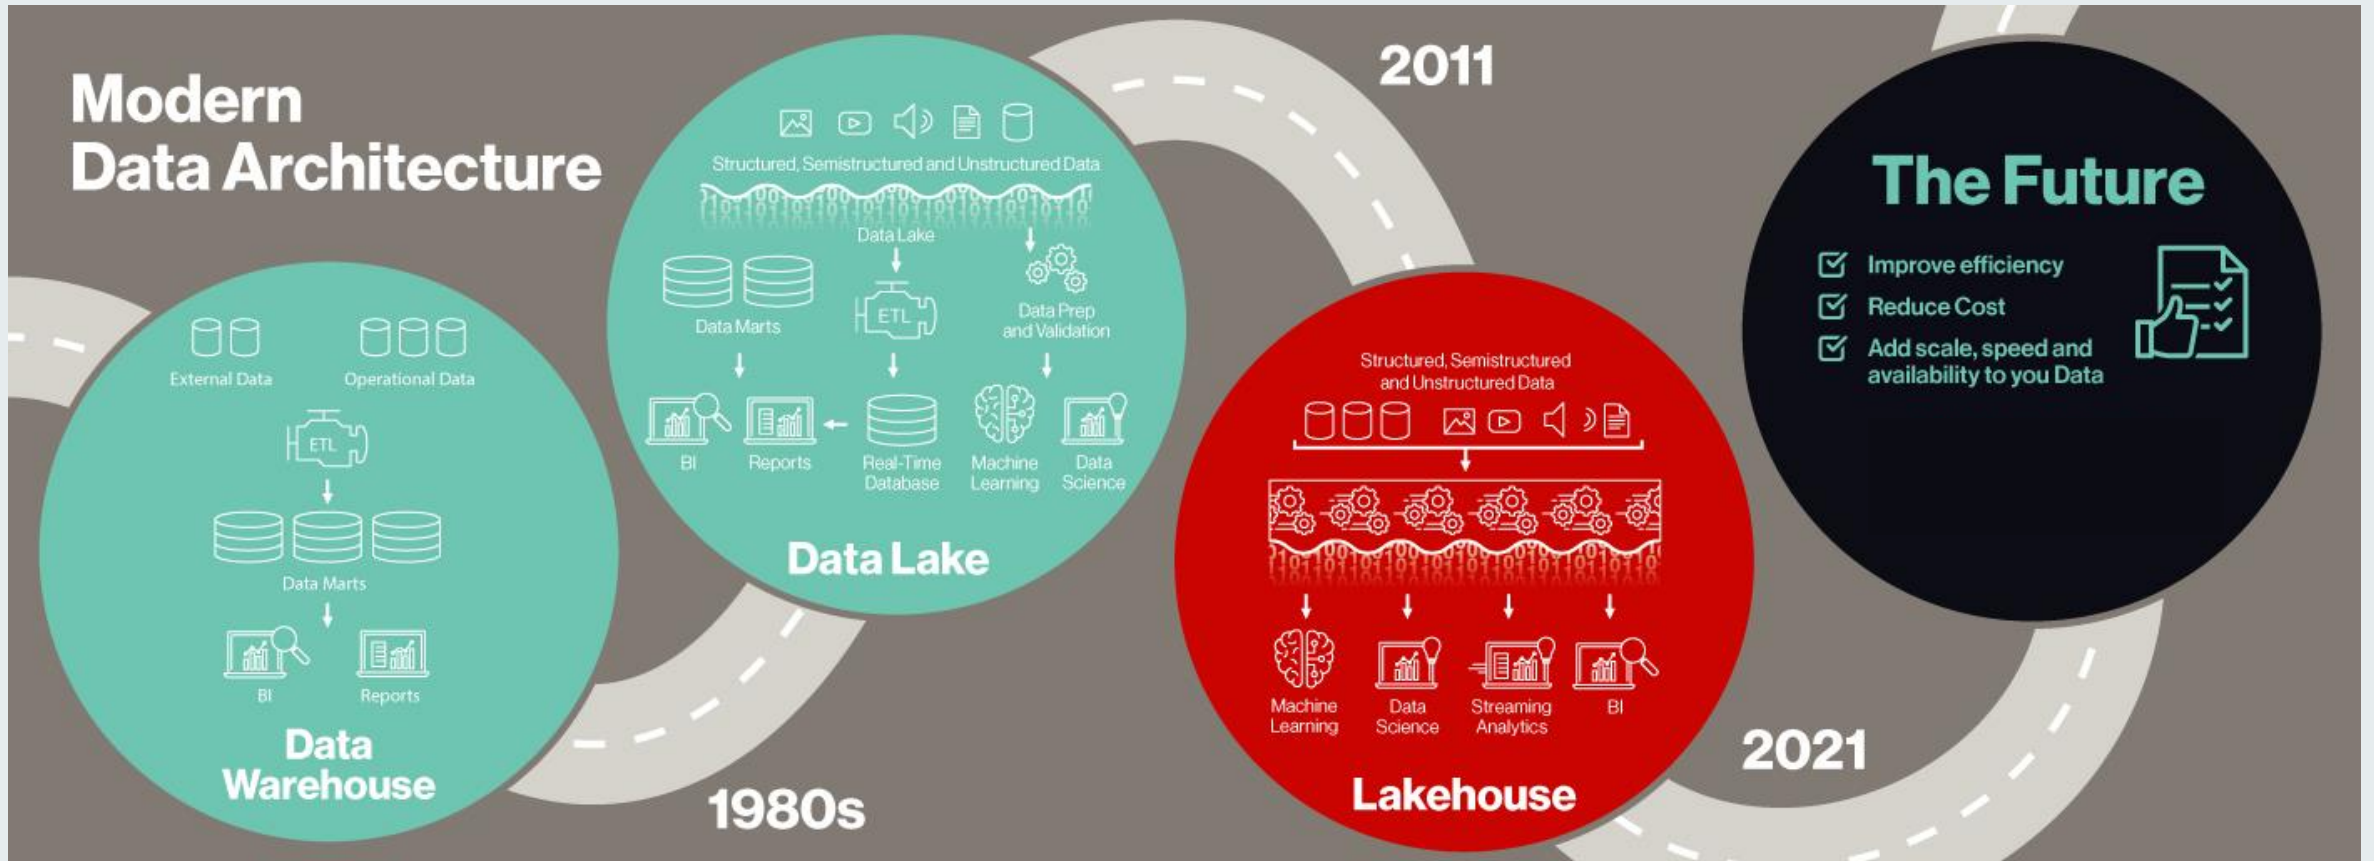 Modern
Data Architecture
External Data
Operational Data
ETL
Data Marts
BI
Reports
Data
Warehouse
1980s
Structured, Semistructured and Unstructured Data
Data Lake
Data Marts
ETL
Data Prep
and Validation
BI
Reports
Real-Time
Database
Machine
Learning
Data
Science
Data Lake
2011
Structured, Semistructured
and Unstructured Data
Machine
Learning
Data
Science
Streaming
Analytics
BI
Lakehouse
2021
The Future
Improve efficiency
Reduce Cost
Add scale, speed and
availability to you Data